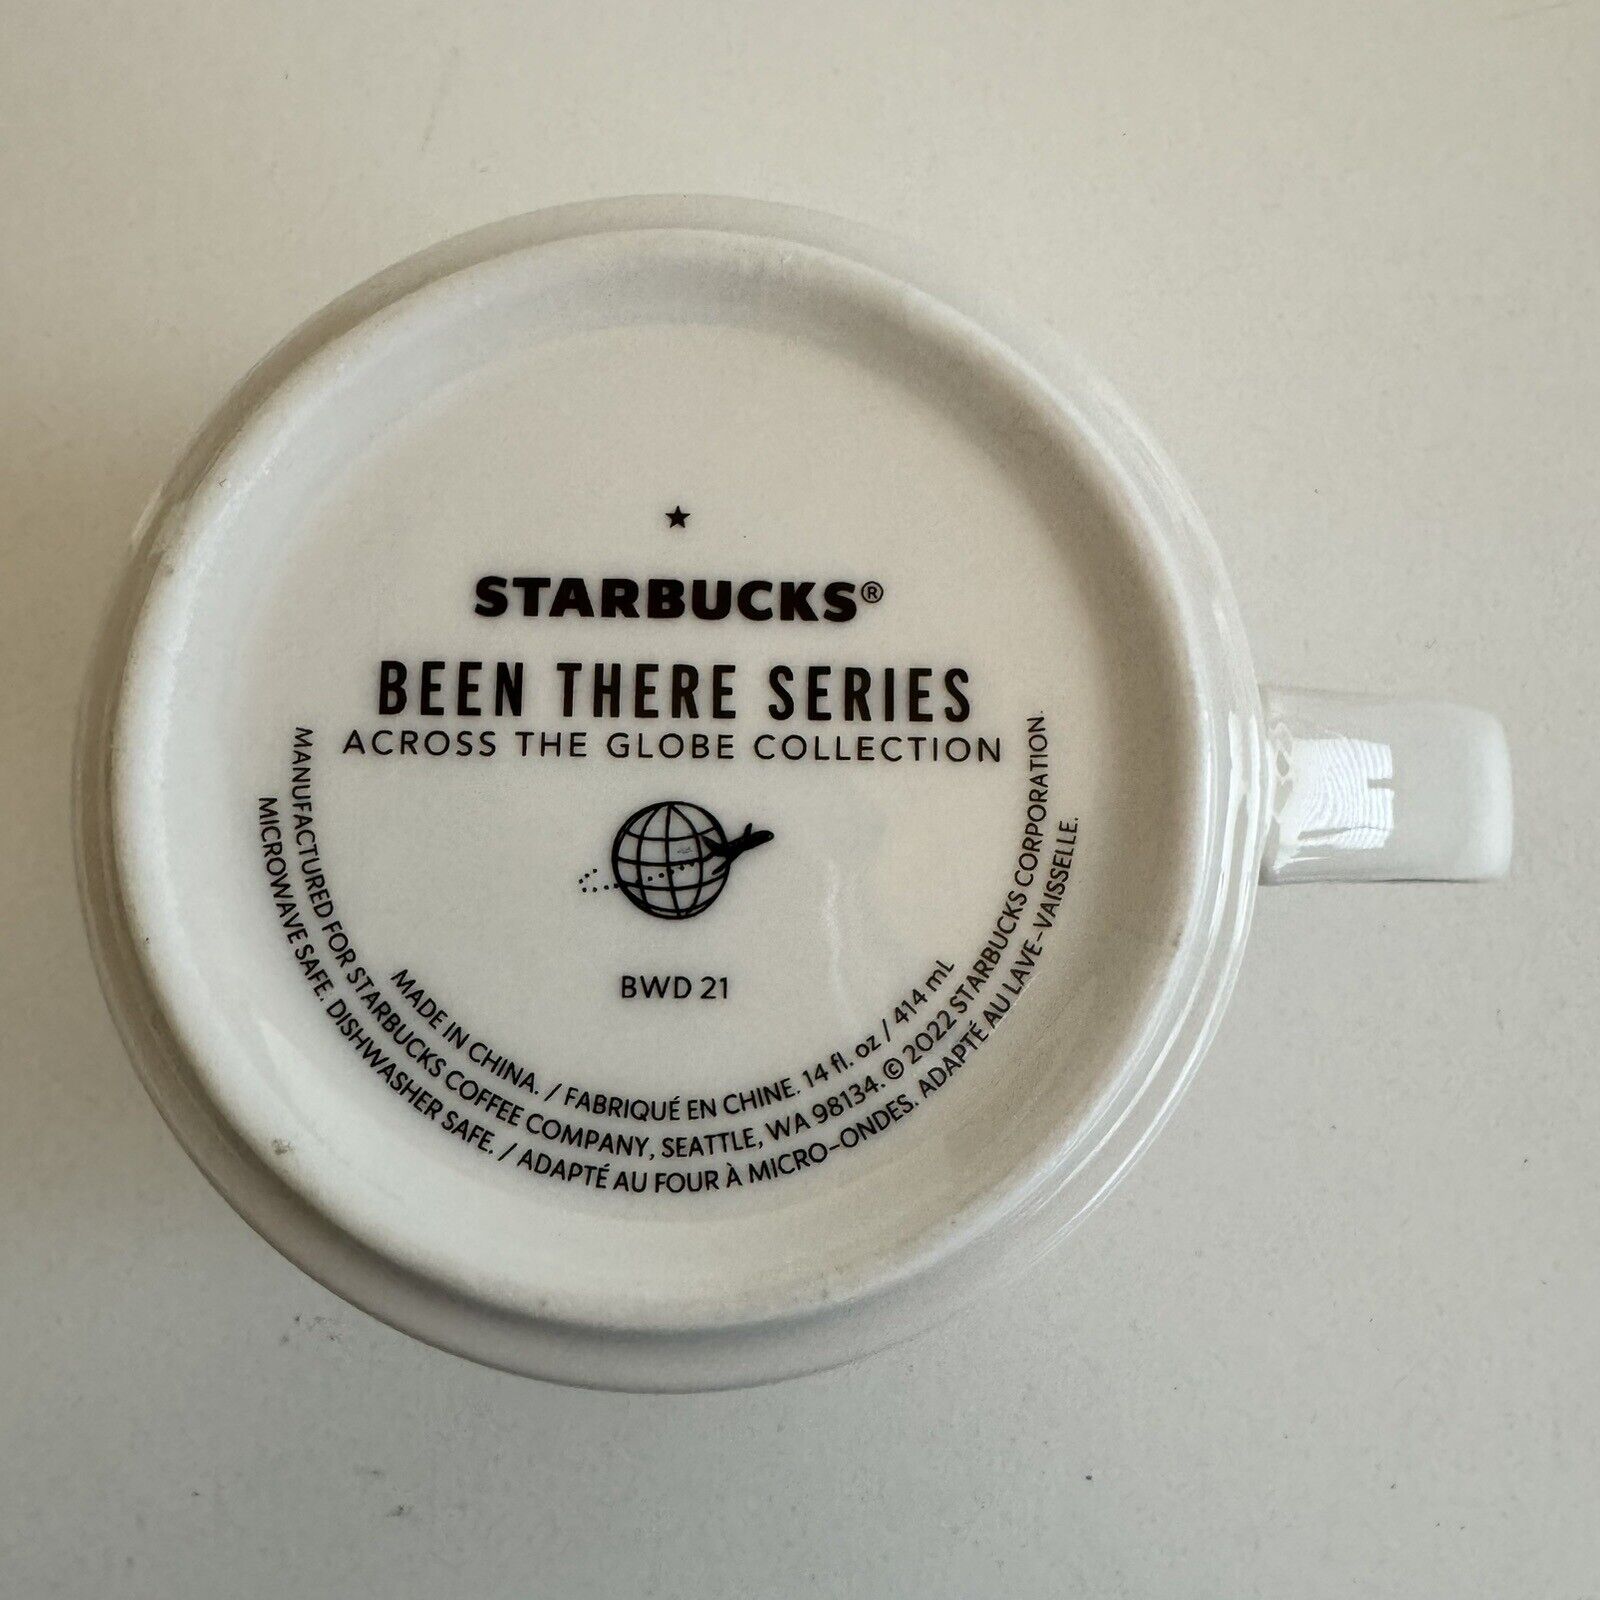 STARBUCKS®
BEEN THERE SERIES
ACROSS THE GLOBE COLLECTION
BWD 21
MADE IN CHINA. / FABRIQUÉ EN CHINE. 14 fl. oz / 414 mL
MANUFACTURED FOR STARBUCKS COFFEE COMPANY, SEATTLE, WA 98134. © 2022 STARBUCKS CORPORATION.
MICROWAVE SAFE. DISHWASHER SAFE. / ADAPTÉ AU FOUR À MICRO-ONDES. ADAPTÉ AU LAVE-VAISSELLE.